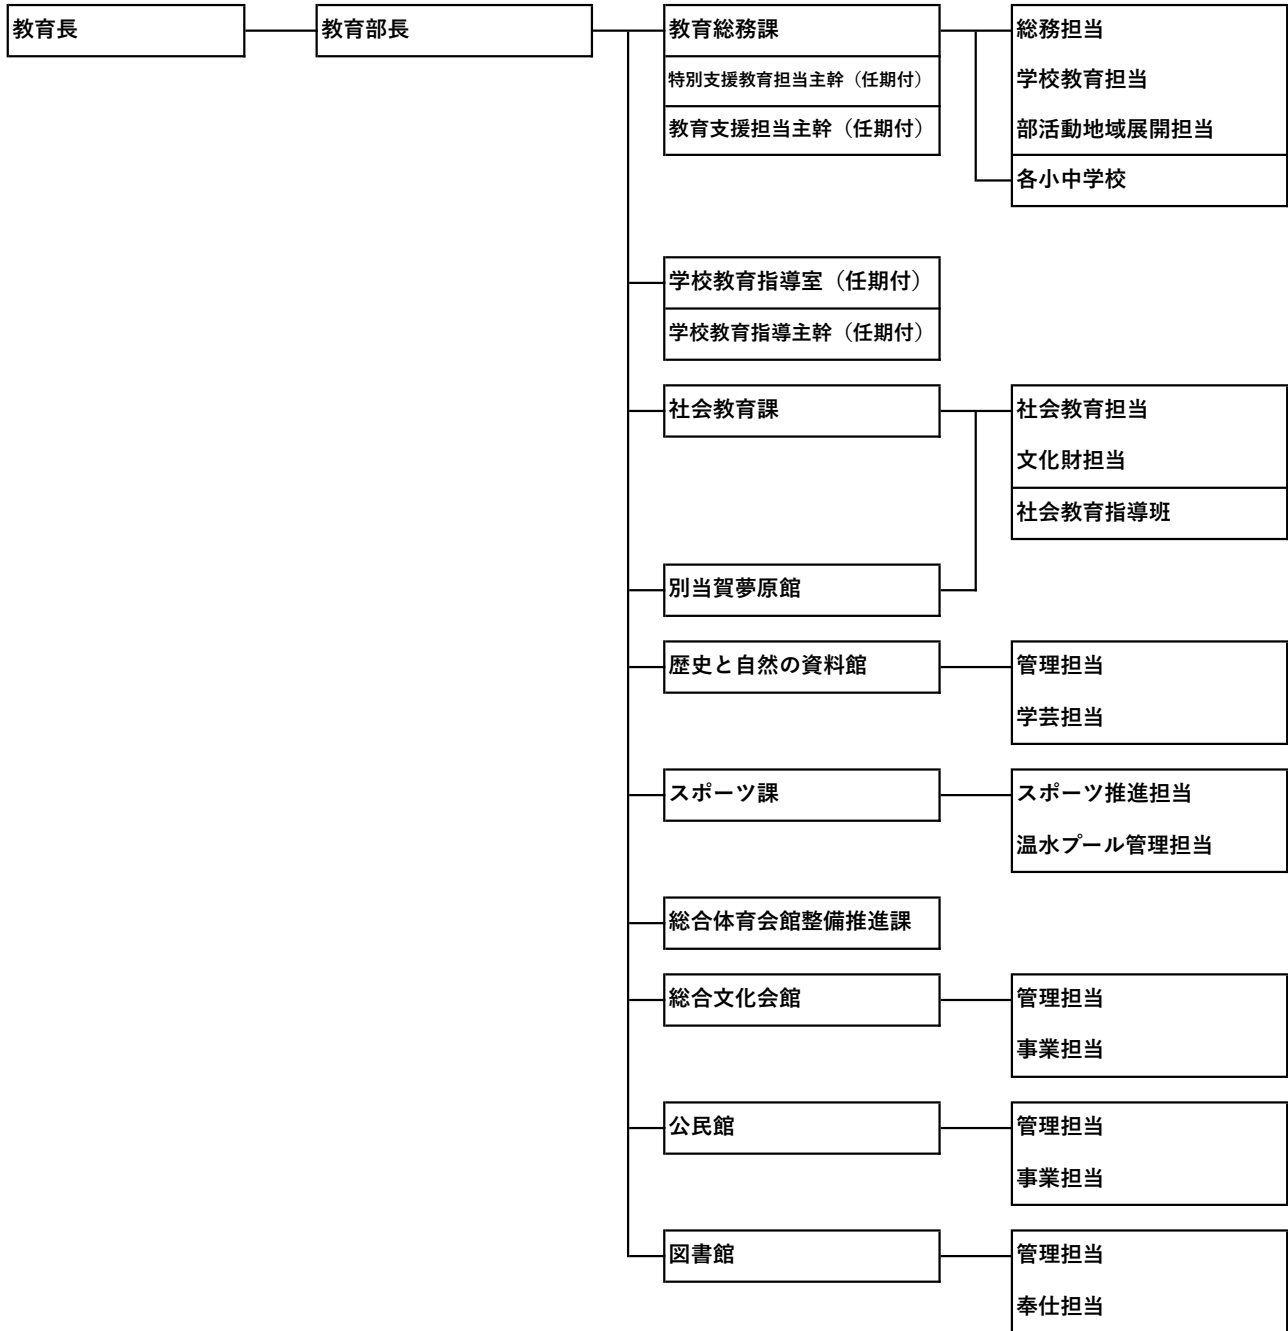 教育長
教育部長
教育総務課
特別支援教育担当主幹（任期付）
教育支援担当主幹（任期付）
総務担当
学校教育担当
部活動地域展開担当
各小中学校
学校教育指導室（任期付）
学校教育指導主幹（任期付）
社会教育課
社会教育担当
文化財担当
社会教育指導班
別当賀夢原館
歴史と自然の資料館
管理担当
学芸担当
スポーツ課
スポーツ推進担当
温水プール管理担当
総合体育会館整備推進課
総合文化会館
管理担当
事業担当
公民館
管理担当
事業担当
図書館
管理担当
奉仕担当